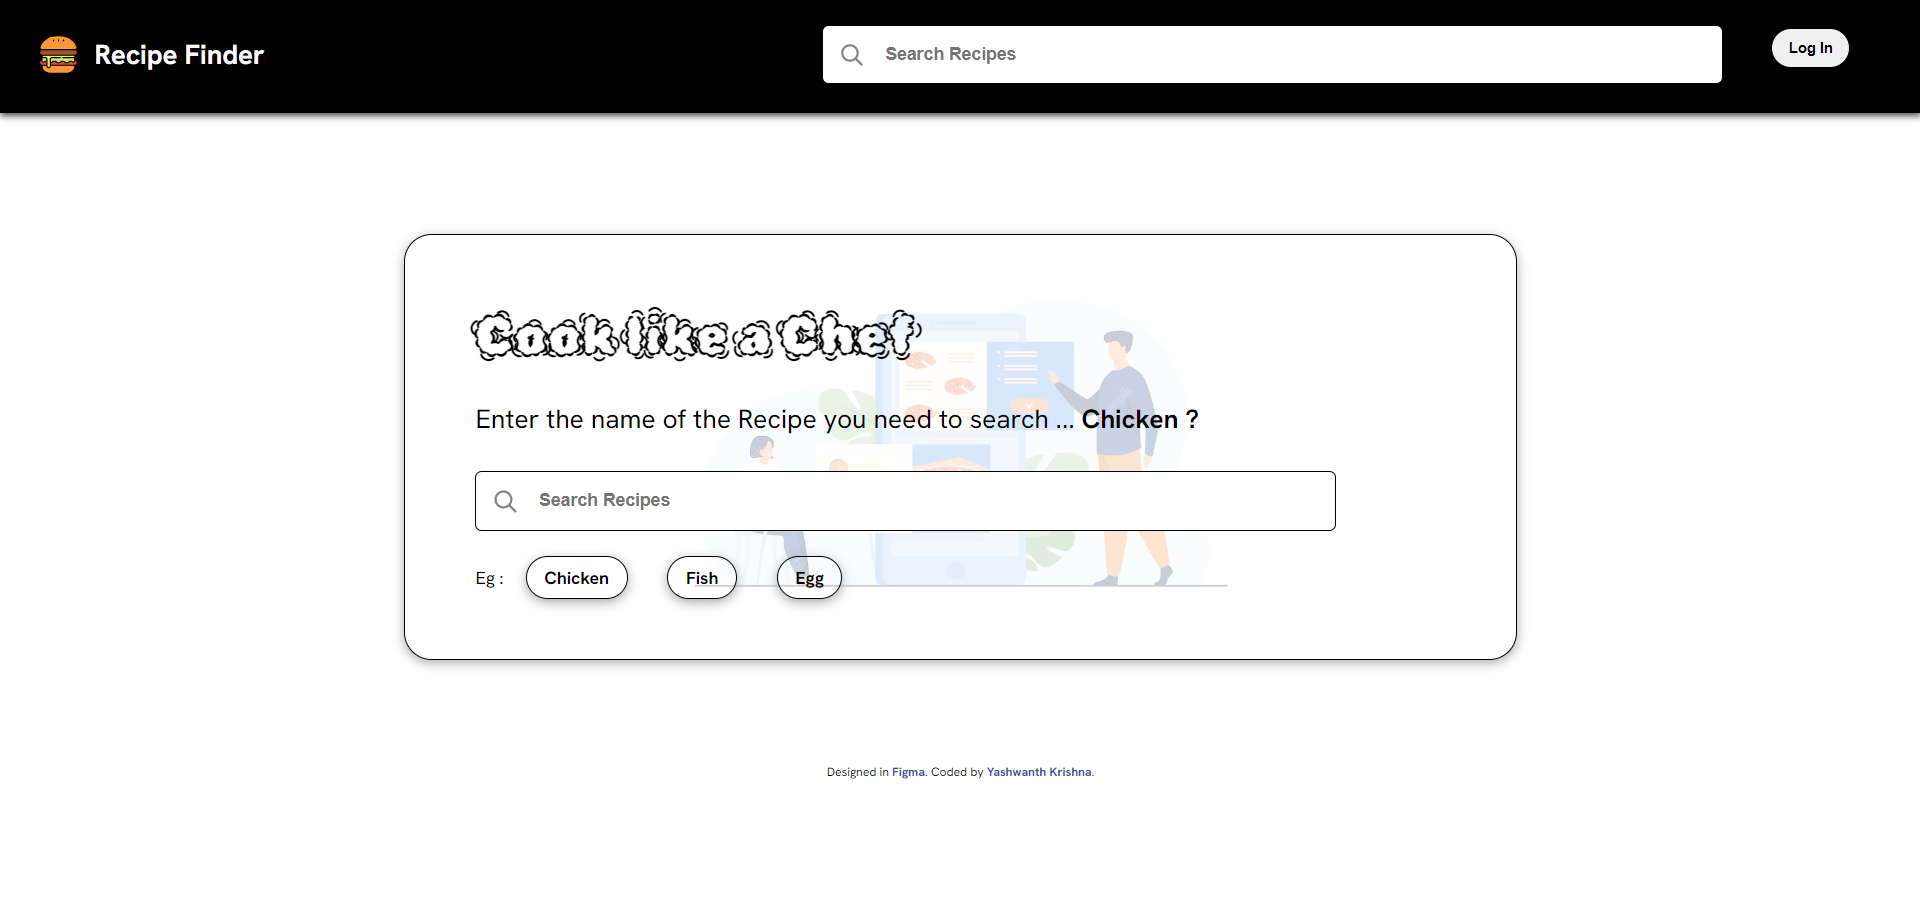 Recipe Finder
Search Recipes
Log In
Cook like a Chef
Enter the name of the Recipe you need to search ... Chicken ?
Search Recipes
Eg :
Chicken
Fish
Egg
Designed in Figma. Coded by Yashwanth Krishna.